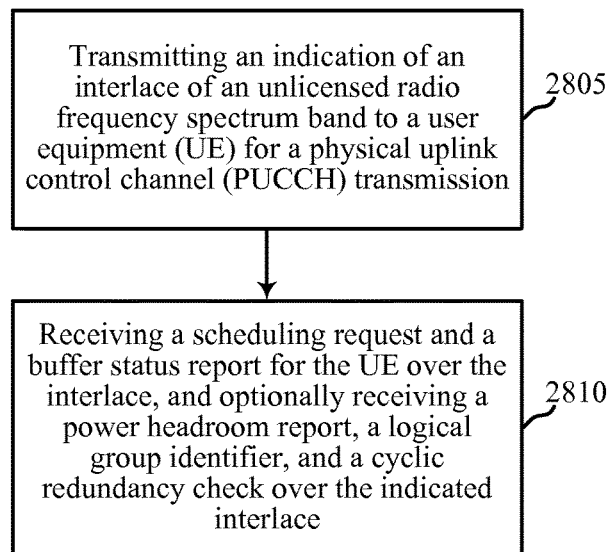 Transmitting an indication of an
interlace of an unlicensed radio
frequency spectrum band to a user
equipment (UE) for a physical uplink
control channel (PUCCH) transmission
2805
Receiving a scheduling request and a
buffer status report for the UE over the
interlace, and optionally receiving a
power headroom report, a logical
group identifier, and a cyclic
redundancy check over the indicated
interlace
2810